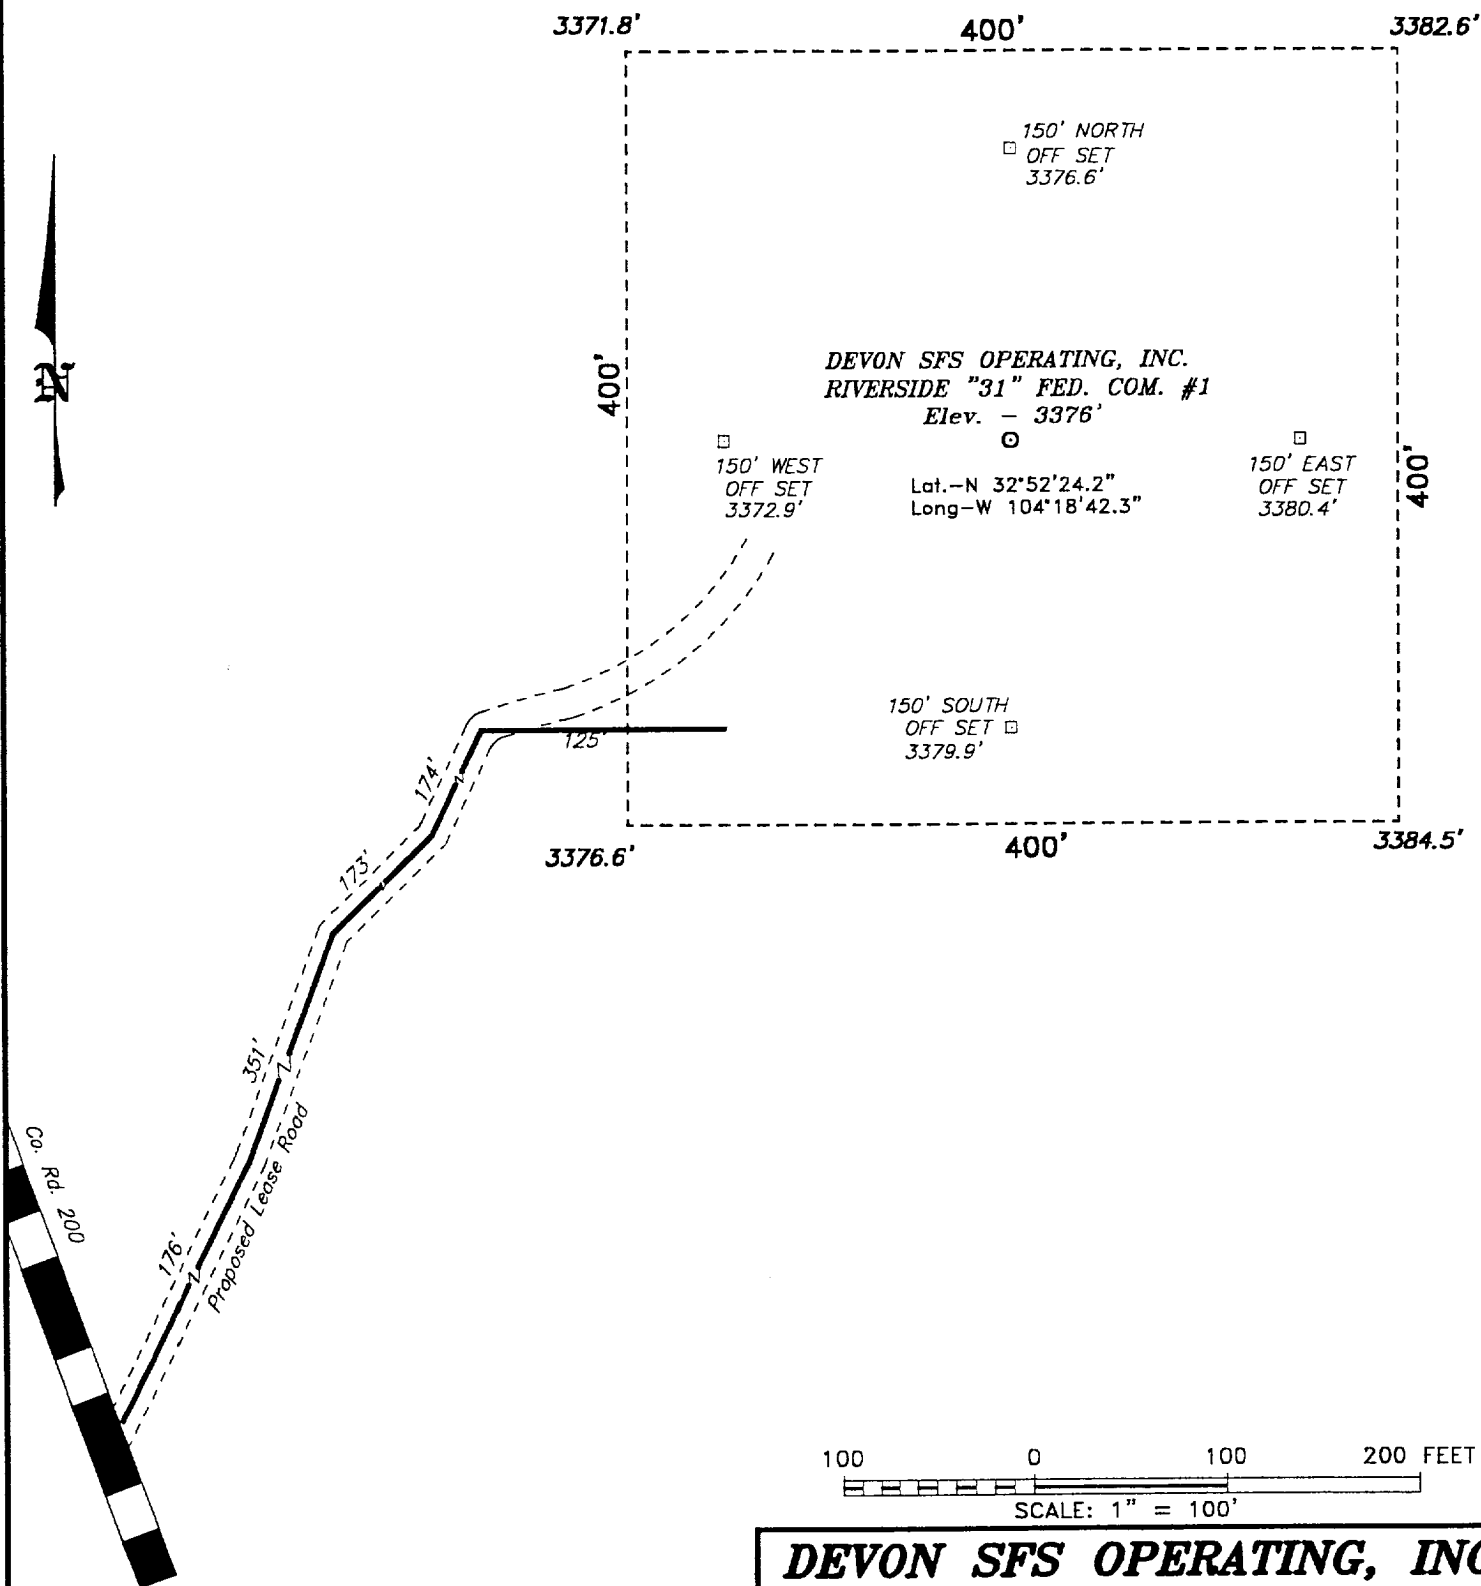 3371.8' 400' 3382.6'
150' NORTH
OFF SET
3376.6'
N
400'
DEVON SFS OPERATING, INC.
RIVERSIDE "31" FED. COM. #1
Elev. - 3376'
150' WEST
OFF SET
3372.9'
Lat.-N 32°52'24.2"
Long-W 104°18'42.3"
150' EAST
OFF SET
3380.4'
400'
150' SOUTH
OFF SET
3379.9'
125'
174'
3376.6' 400' 3384.5'
173'
351'
Proposed Lease Road
Co. Rd. 200
176'
100 0 100 200 FEET
SCALE: 1" = 100'
DEVON SFS OPERATING, INC